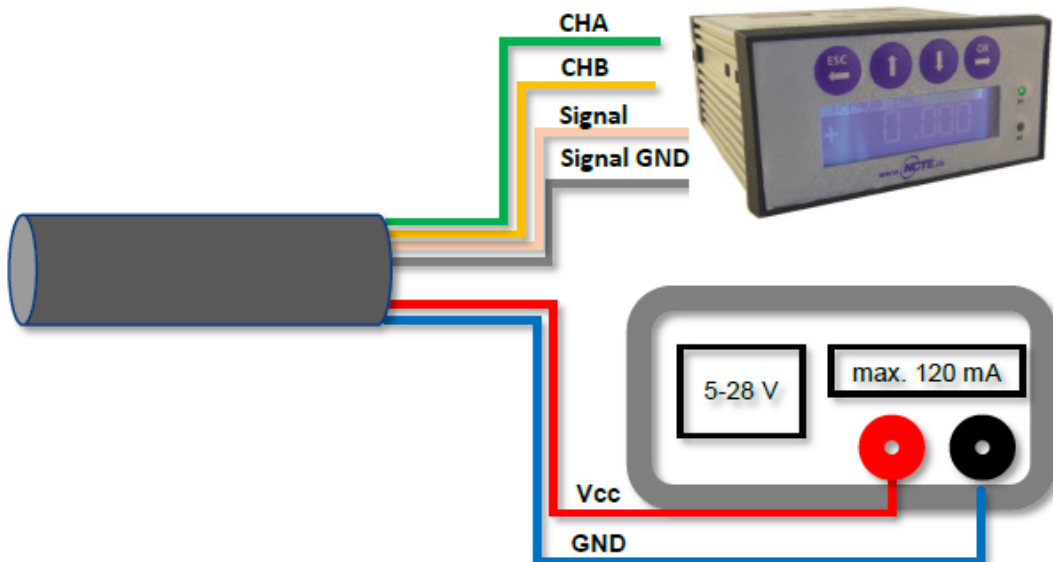 CHA
CHB
Signal
Signal GND
ESC
OK
+ 0.000
www.NCTE.de
5-28 V
max. 120 mA
Vcc
GND